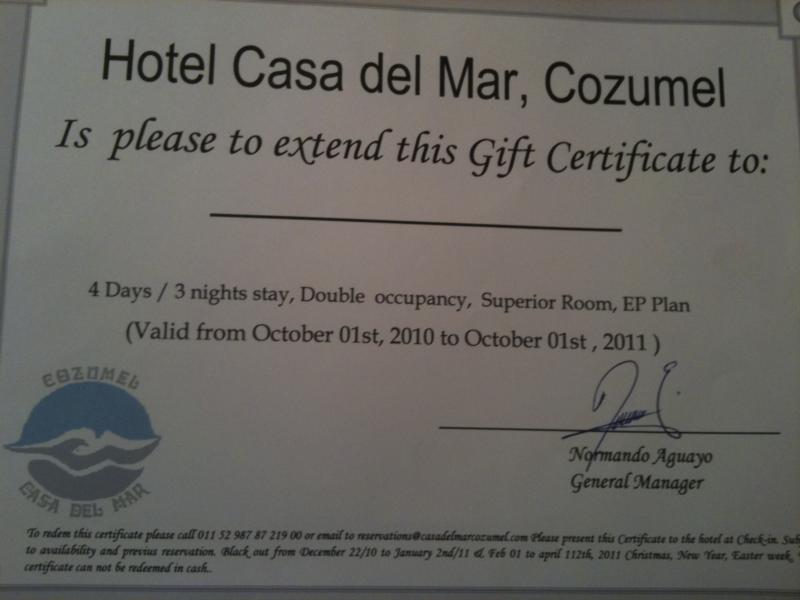 Hotel Casa del Mar, Cozumel
Is please to extend this Gift Certificate to:
4 Days / 3 nights stay, Double occupancy, Superior Room, EP Plan
(Valid from October 01st, 2010 to October 01st , 2011 )
COZUMEL
CASA DEL MAR
Normando Aguayo
General Manager
To redem this certificate please call 011 52 987 87 219 00 or email to reservations@casadelmarcozumel.com Please present this Certificate to the hotel at Check-in. Sub
to availability and previus reservation. Black out from December 22/10 to January 2nd/11 & Feb 01 to april 112th, 2011 Christmas, New Year, Easter week,
certificate can not be redeemed in cash..